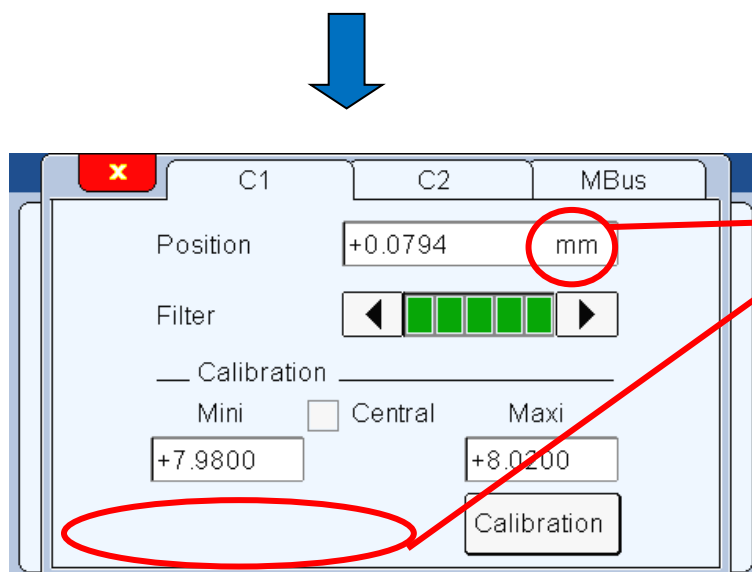 x C1 C2 MBus
Position +0.0794 mm
Filter
Calibration
Mini Central Maxi
+7.9800 +8.0200
Calibration